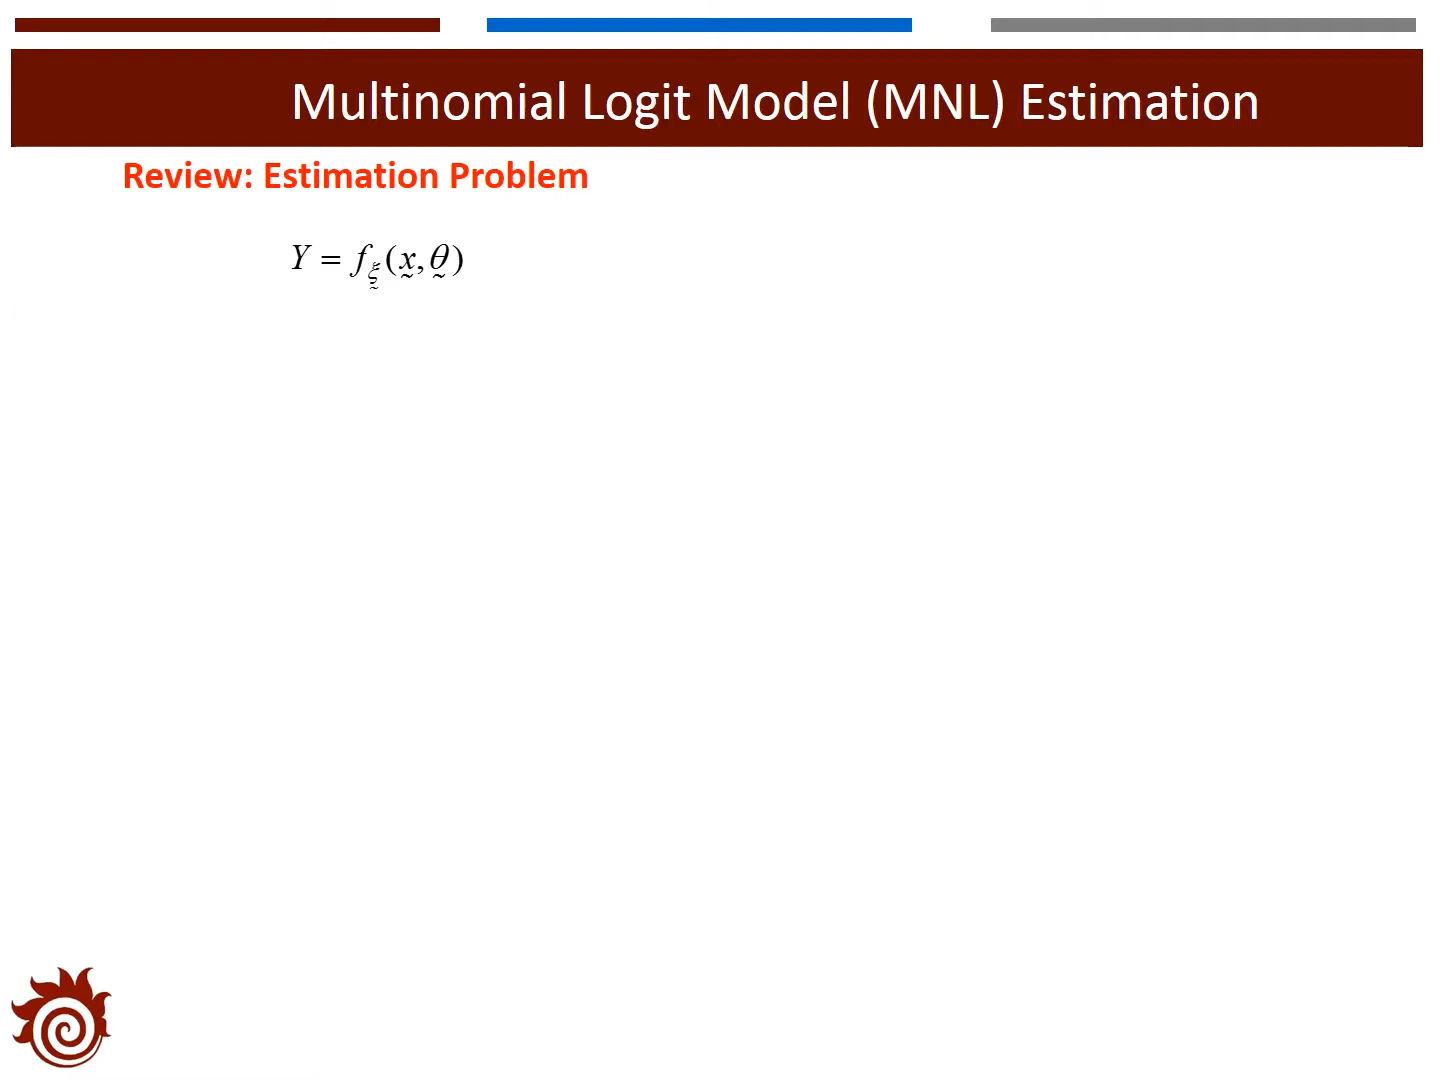 Multinomial Logit Model (MNL) Estimation
Review: Estimation Problem
Y = f_ξ̰ (x̰, θ̰)